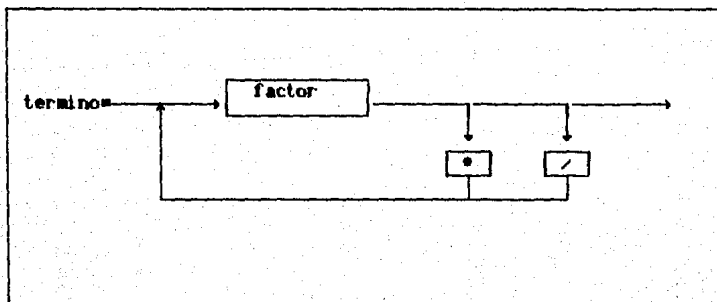 factor
termino=
* /